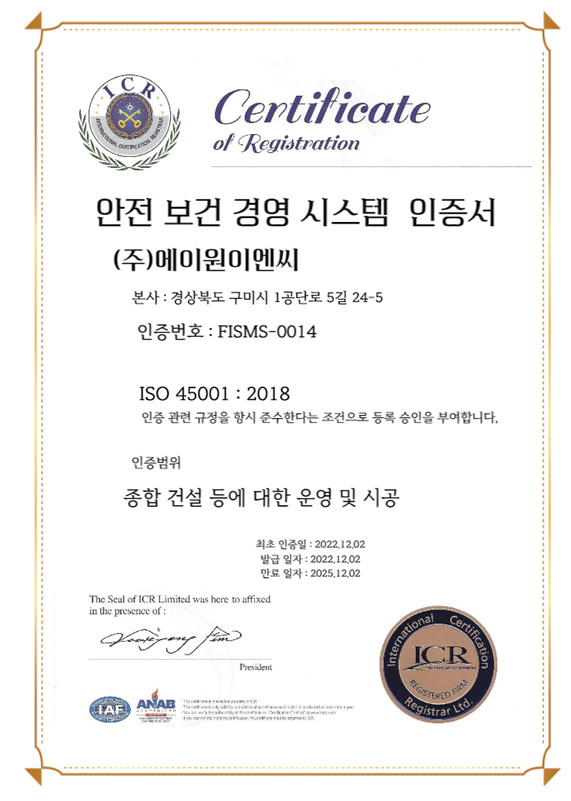 ICR
INTERNATIONAL CERTIFICATION REGISTRAR
Certificate
of Registration
안전 보건 경영 시스템 인증서
(주)에이원이엔씨
본사 : 경상북도 구미시 1공단로 5길 24-5
인증번호 : FISMS-0014
ISO 45001 : 2018
인증 관련 규정을 항시 준수한다는 조건으로 등록 승인을 부여합니다.
인증범위
종합 건설 등에 대한 운영 및 시공
최초 인증일 : 2022.12.02
발급 일자 : 2022.12.02
만료 일자 : 2025.12.02
The Seal of ICR Limited was here to affixed
in the presence of :
President
International Certification
ICR
REGISTERED FIRM
Registrar Ltd.
IAF
ANAB
ACCREDITED